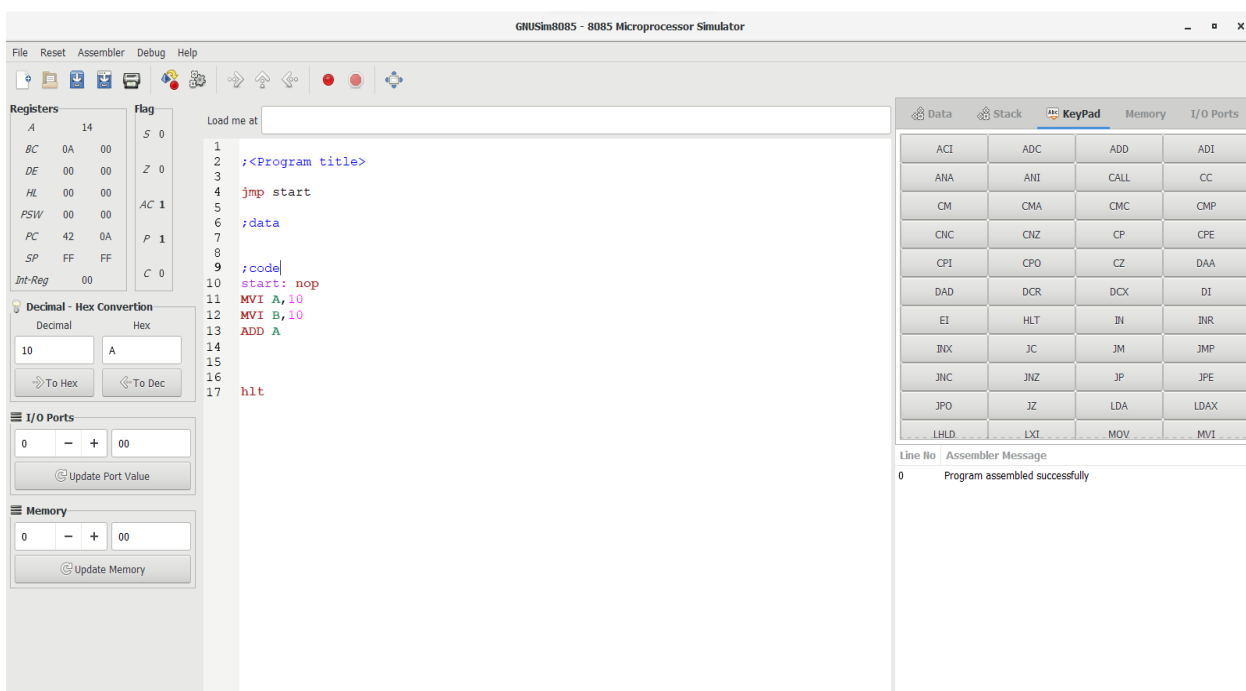 GNUSim8085 - 8085 Microprocessor Simulator
File Reset Assembler Debug Help
Registers
A 14
BC 0A 00
DE 00 00
HL 00 00
PSW 00 00
PC 42 0A
SP FF FF
Int-Reg 00
Flag
S 0
Z 0
AC 1
P 1
C 0
Decimal - Hex Convertion
Decimal Hex
10 A
To Hex To Dec
I/O Ports
0 − + 00
Update Port Value
Memory
0 − + 00
Update Memory
Load me at
1
2 ;<Program title>
3
4 jmp start
5
6 ;data
7
8
9 ;code
10 start: nop
11 MVI A,10
12 MVI B,10
13 ADD A
14
15
16
17 hlt
Data Stack Abc KeyPad Memory I/O Ports
ACI ADC ADD ADI
ANA ANI CALL CC
CM CMA CMC CMP
CNC CNZ CP CPE
CPI CPO CZ DAA
DAD DCR DCX DI
EI HLT IN INR
INX JC JM JMP
JNC JNZ JP JPE
JPO JZ LDA LDAX
LHLD LXI MOV MVI
Line No Assembler Message
0 Program assembled successfully